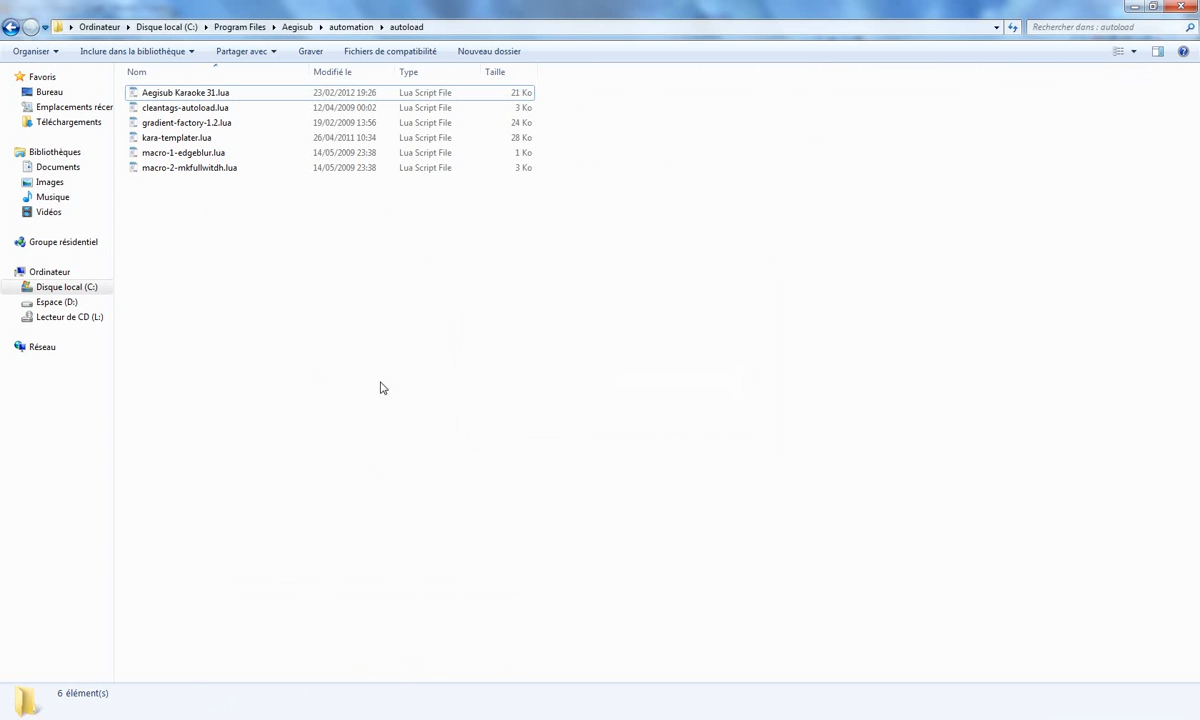 Ordinateur ▸ Disque local (C:) ▸ Program Files ▸ Aegisub ▸ automation ▸ autoload
Rechercher dans : autoload
Organiser Inclure dans la bibliothèque Partager avec Graver Fichiers de compatibilité Nouveau dossier
Nom Modifié le Type Taille
Favoris
Bureau
Emplacements récer
Téléchargements
Bibliothèques
Documents
Images
Musique
Vidéos
Groupe résidentiel
Ordinateur
Disque local (C:)
Espace (D:)
Lecteur de CD (L:)
Réseau
Aegisub Karaoke 31.lua 23/02/2012 19:26 Lua Script File 21 Ko
cleantags-autoload.lua 12/04/2009 00:02 Lua Script File 3 Ko
gradient-factory-1.2.lua 19/02/2009 13:56 Lua Script File 24 Ko
kara-templater.lua 26/04/2011 10:34 Lua Script File 28 Ko
macro-1-edgeblur.lua 14/05/2009 23:38 Lua Script File 1 Ko
macro-2-mkfullwitdh.lua 14/05/2009 23:38 Lua Script File 3 Ko
6 élément(s)